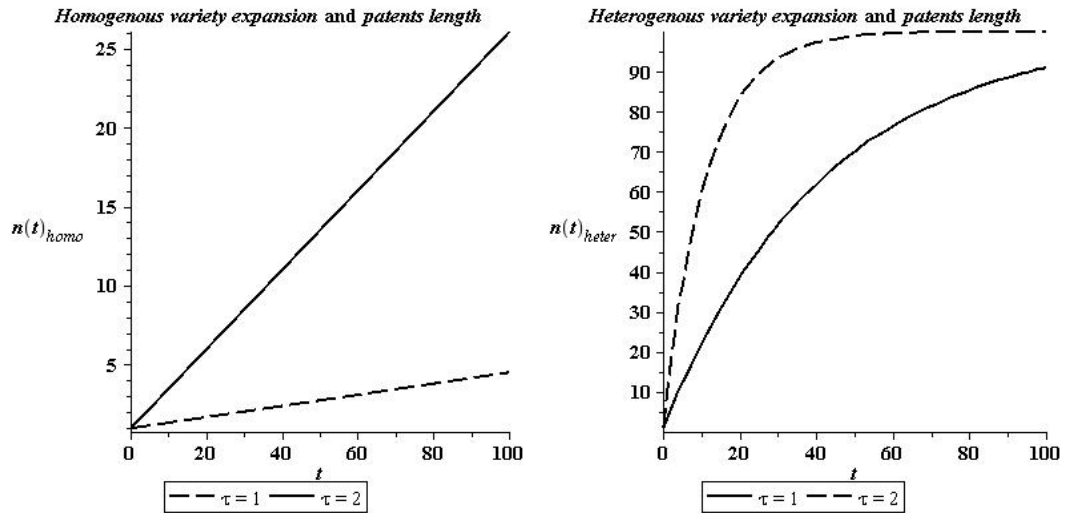 Homogenous variety expansion and patents length
25
20
n(t)homo
15
10
5
0 20 40 60 80 100
t
τ = 1 τ = 2
Heterogenous variety expansion and patents length
90
80
70
60
n(t)heter
50
40
30
20
10
0 20 40 60 80 100
t
τ = 1 τ = 2